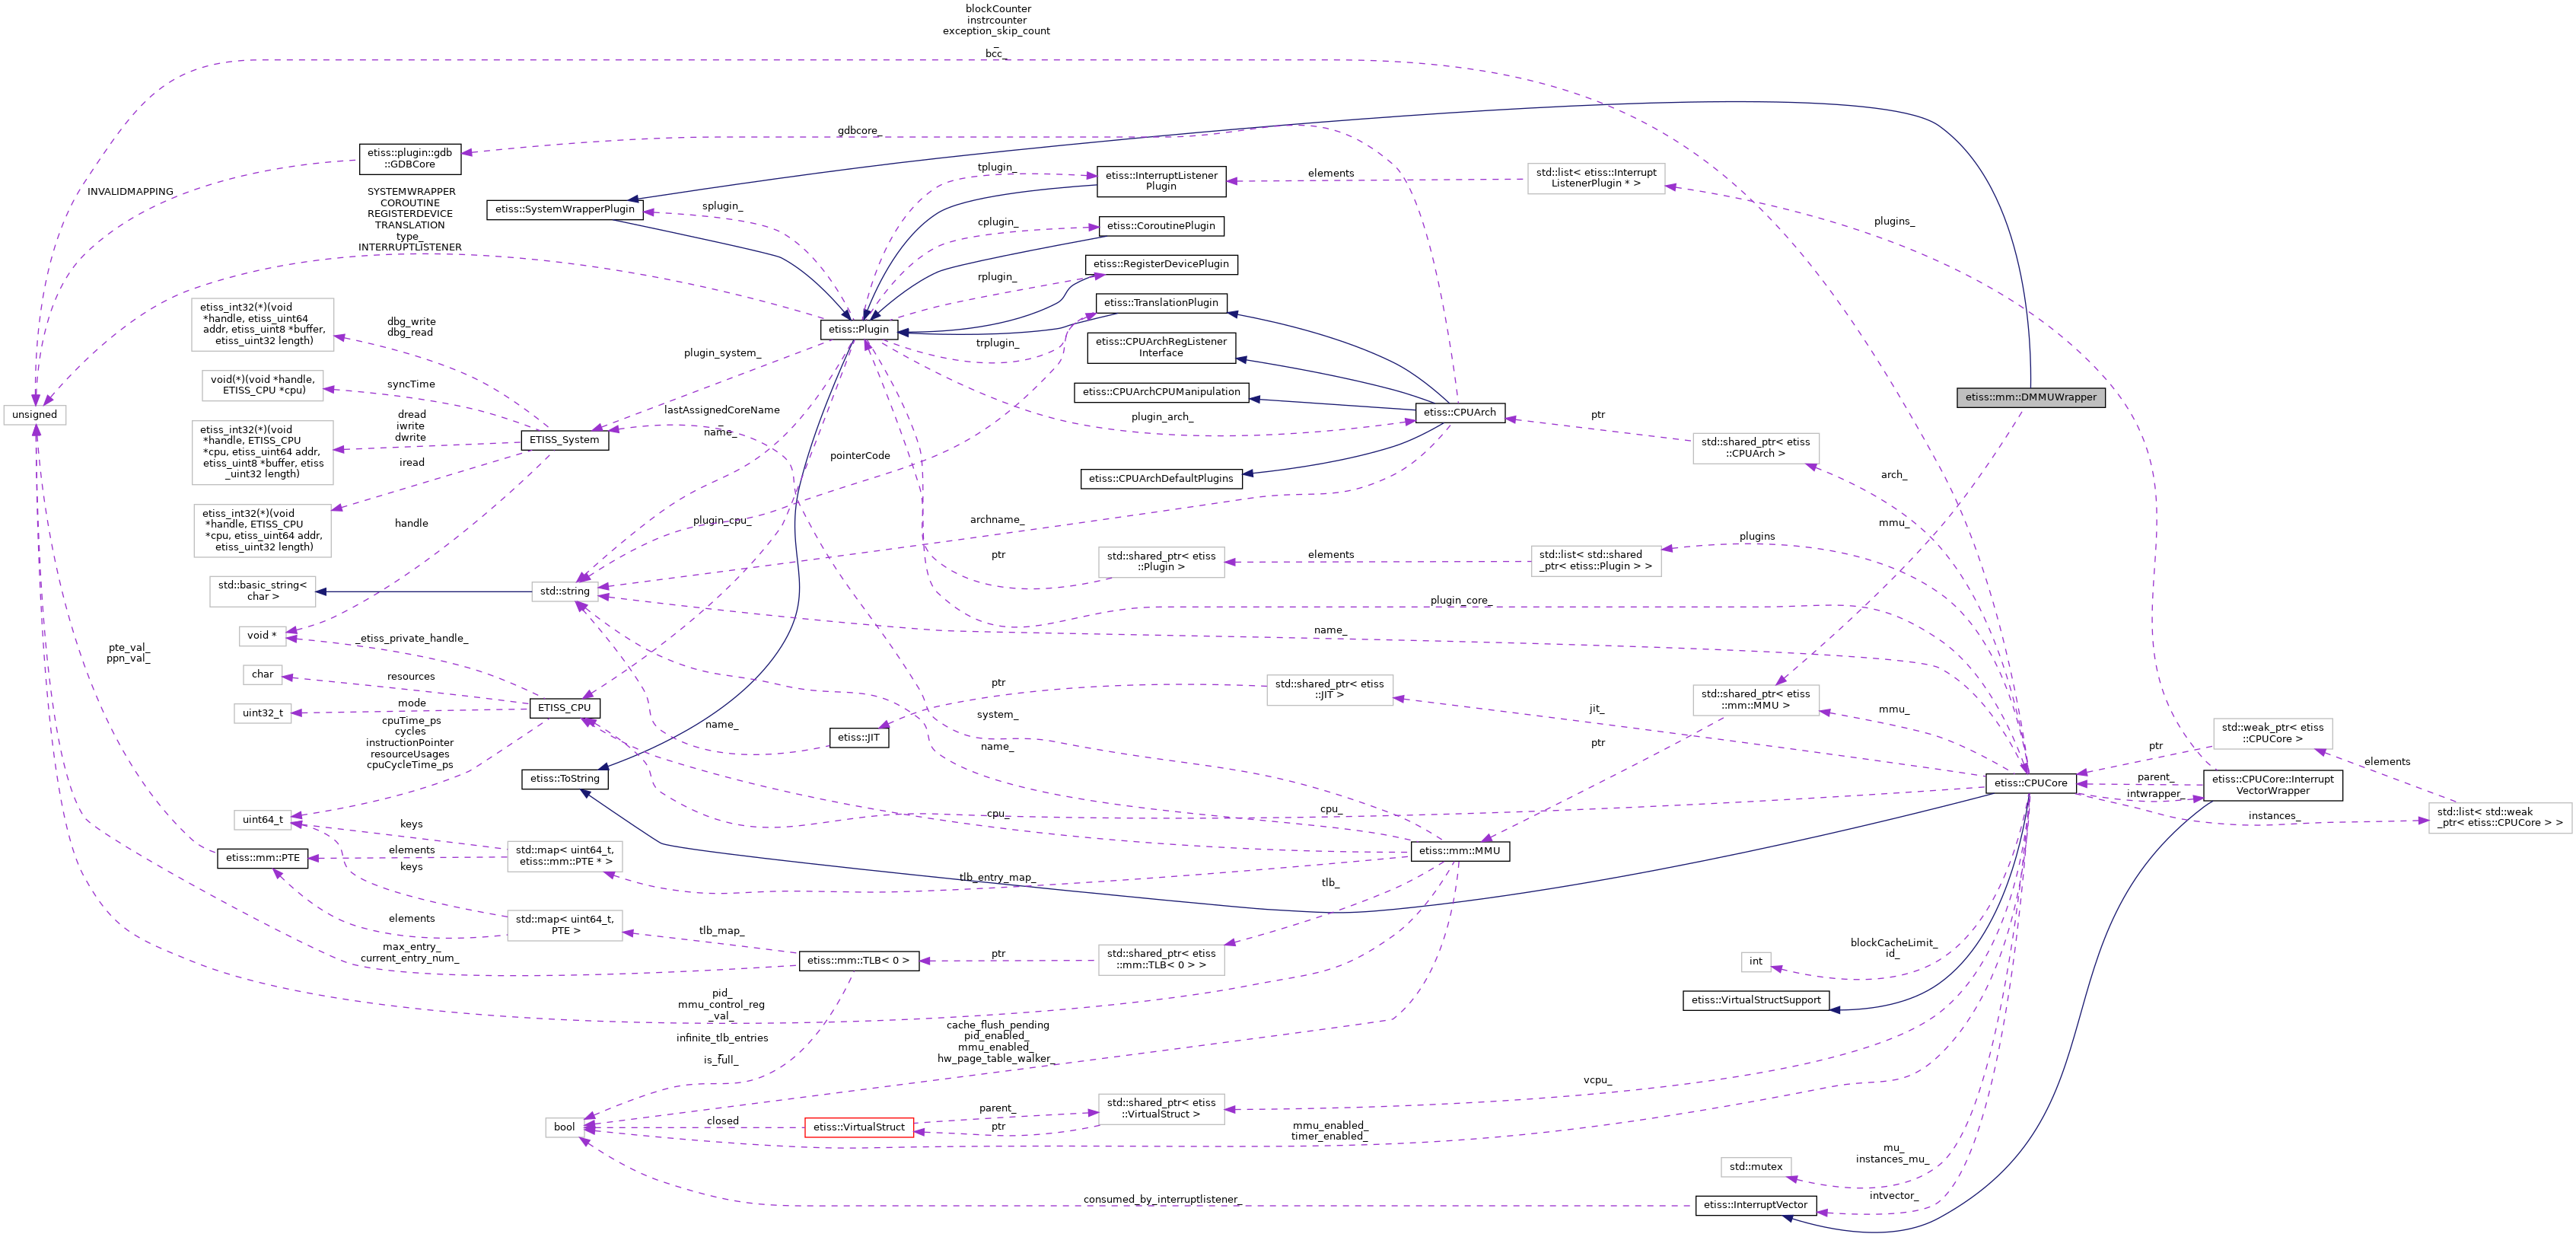 blockCounter
instrcounter
exception_skip_count
_
bcc_
gdbcore_
etiss::plugin::gdb
::GDBCore
INVALIDMAPPING
SYSTEMWRAPPER
COROUTINE
REGISTERDEVICE
TRANSLATION
type_
INTERRUPTLISTENER
etiss::SystemWrapperPlugin
splugin_
tplugin_
etiss::InterruptListener
Plugin
elements
std::list< etiss::Interrupt
ListenerPlugin * >
plugins_
cplugin_
etiss::CoroutinePlugin
etiss::RegisterDevicePlugin
rplugin_
etiss::TranslationPlugin
etiss::Plugin
trplugin_
etiss::CPUArchRegListener
Interface
etiss::CPUArchCPUManipulation
etiss::CPUArch
etiss::mm::DMMUWrapper
etiss_int32(*)(void
*handle, etiss_uint64
addr, etiss_uint8 *buffer,
etiss_uint32 length)
dbg_write
dbg_read
plugin_system_
void(*)(void *handle,
ETISS_CPU *cpu)
syncTime
unsigned
lastAssignedCoreName
_
name_
plugin_arch_
ptr
std::shared_ptr< etiss
::CPUArch >
dread
iwrite
dwrite
etiss_int32(*)(void
*handle, ETISS_CPU
*cpu, etiss_uint64 addr,
etiss_uint8 *buffer, etiss
_uint32 length)
ETISS_System
iread
pointerCode
etiss::CPUArchDefaultPlugins
arch_
etiss_int32(*)(void
*handle, ETISS_CPU
*cpu, etiss_uint64 addr,
etiss_uint32 length)
handle
plugin_cpu_
archname_
mmu_
plugins
ptr
std::shared_ptr< etiss
::Plugin >
elements
std::list< std::shared
_ptr< etiss::Plugin > >
std::basic_string<
char >
std::string
plugin_core_
void *
_etiss_private_handle_
name_
pte_val_
ppn_val_
char
resources
ptr
std::shared_ptr< etiss
::JIT >
std::shared_ptr< etiss
::mm::MMU >
uint32_t
mode
ETISS_CPU
jit_
mmu_
cpuTime_ps
cycles
instructionPointer
resourceUsages
cpuCycleTime_ps
name_
etiss::JIT
system_
name_
ptr
std::weak_ptr< etiss
::CPUCore >
ptr
elements
etiss::ToString
etiss::CPUCore
parent_
intwrapper_
etiss::CPUCore::Interrupt
VectorWrapper
instances_
std::list< std::weak
_ptr< etiss::CPUCore > >
uint64_t
cpu_
cpu_
keys
elements
keys
std::map< uint64_t,
etiss::mm::PTE * >
etiss::mm::PTE
etiss::mm::MMU
tlb_entry_map_
tlb_
elements
std::map< uint64_t,
PTE >
tlb_map_
max_entry_
current_entry_num_
etiss::mm::TLB< 0 >
ptr
std::shared_ptr< etiss
::mm::TLB< 0 > >
blockCacheLimit_
id_
int
pid_
mmu_control_reg
_val_
etiss::VirtualStructSupport
infinite_tlb_entries
_
is_full_
cache_flush_pending
pid_enabled_
mmu_enabled_
hw_page_table_walker_
vcpu_
bool
closed
etiss::VirtualStruct
parent_
ptr
std::shared_ptr< etiss
::VirtualStruct >
mmu_enabled_
timer_enabled_
mu_
instances_mu_
std::mutex
consumed_by_interruptlistener_
intvector_
etiss::InterruptVector